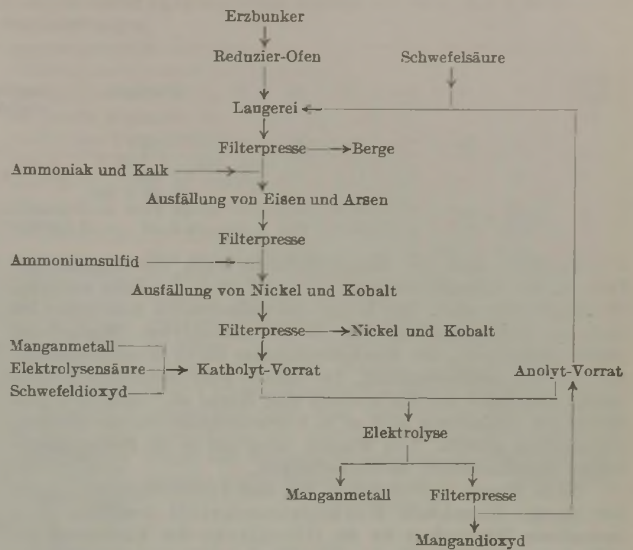 Erzbunker
Reduzier-Ofen
Schwefelsäure
Laugerei
Filterpresse
Berge
Ammoniak und Kalk
Ausfällung von Eisen und Arsen
Filterpresse
Ammoniumsulfid
Ausfällung von Nickel und Kobalt
Filterpresse
Nickel und Kobalt
Manganmetall
Elektrolysensäure
Katholyt-Vorrat
Anolyt-Vorrat
Schwefeldioxyd
Elektrolyse
Manganmetall
Filterpresse
Mangandioxyd